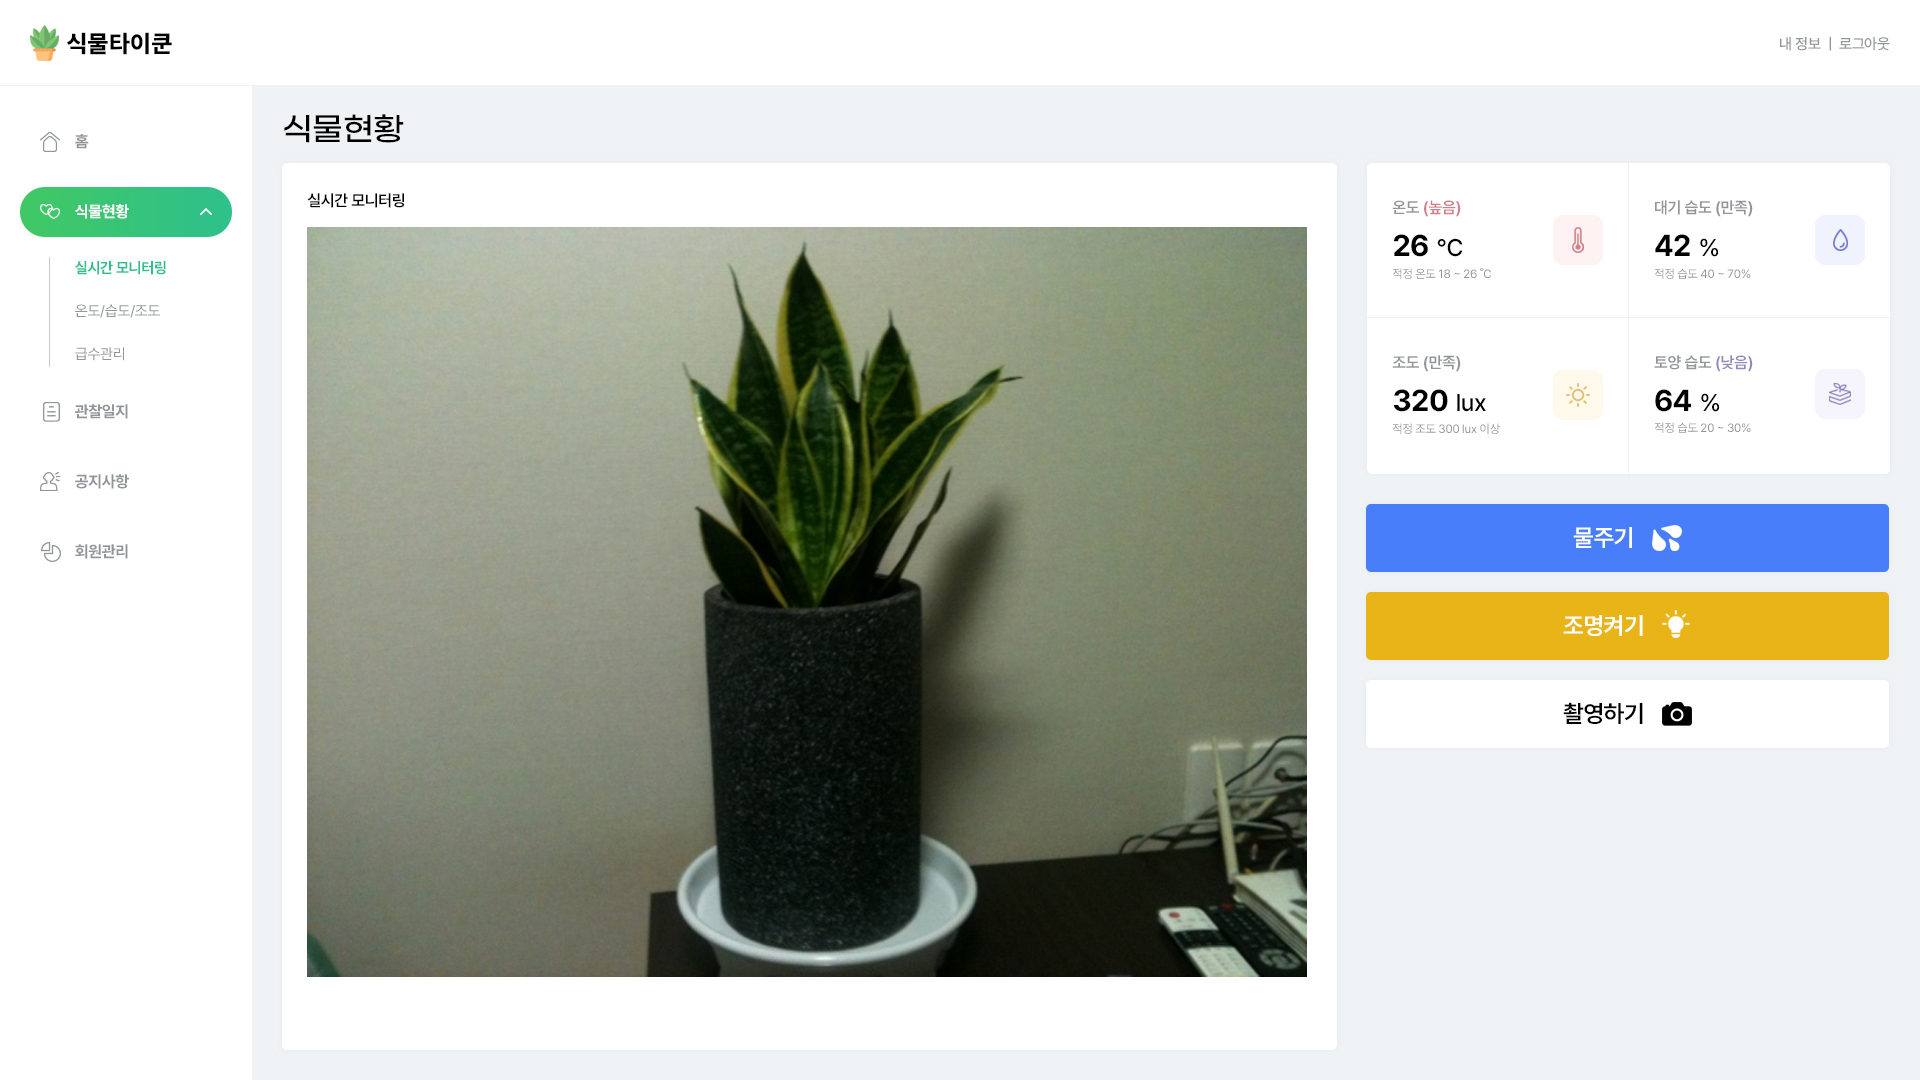 식물타이쿤
내 정보 | 로그아웃
홈
식물현황
실시간 모니터링
온도/습도/조도
급수관리
관찰일지
공지사항
회원관리
식물현황
실시간 모니터링
온도 (높음)
26 °C
적정 온도 18 ~ 26 ˚C
대기 습도 (만족)
42 %
적정 습도 40 ~ 70%
조도 (만족)
320 lux
적정 조도 300 lux 이상
토양 습도 (낮음)
64 %
적정 습도 20 ~ 30%
물주기
조명켜기
촬영하기